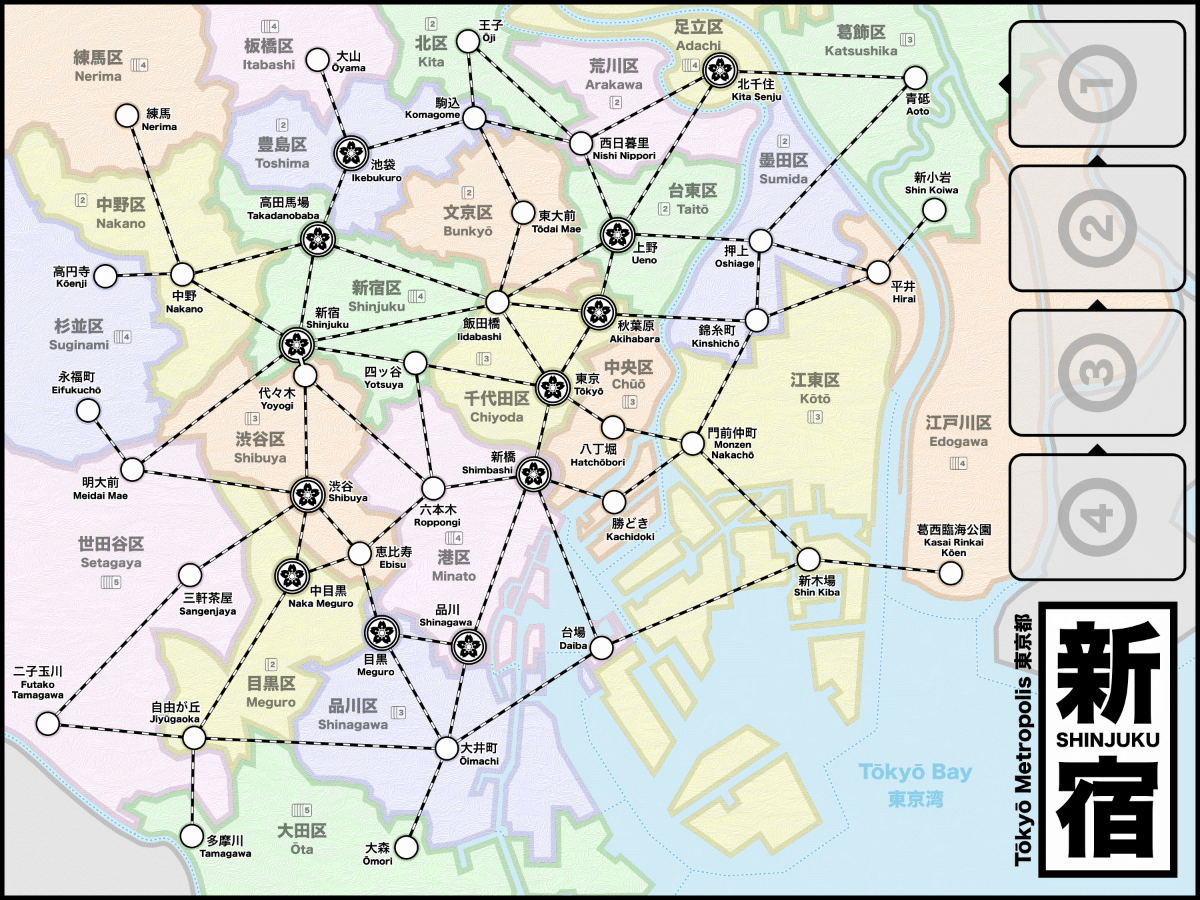 練馬区
Nerima
4
板橋区
Itabashi
4
北区
Kita
2
王子
Ōji
足立区
Adachi
4
葛飾区
Katsushika
3
荒川区
Arakawa
2
大山
Ōyama
練馬
Nerima
駒込
Komagome
北千住
Kita Senju
青砥
Aoto
豊島区
Toshima
2
池袋
Ikebukuro
西日暮里
Nishi Nippori
墨田区
Sumida
2
新小岩
Shin Koiwa
中野区
Nakano
2
高田馬場
Takadanobaba
文京区
Bunkyō
2
東大前
Tōdai Mae
台東区
Taitō
2
上野
Ueno
押上
Oshiage
平井
Hirai
高円寺
Kōenji
中野
Nakano
新宿区
Shinjuku
4
新宿
Shinjuku
飯田橋
Iidabashi
秋葉原
Akihabara
錦糸町
Kinshichō
杉並区
Suginami
4
永福町
Eifukuchō
代々木
Yoyogi
四ッ谷
Yotsuya
3
千代田区
Chiyoda
東京
Tōkyō
中央区
Chūō
3
江東区
Kōtō
3
江戸川区
Edogawa
4
3
渋谷区
Shibuya
八丁堀
Hatchōbori
門前仲町
Monzen
Nakachō
明大前
Meidai Mae
渋谷
Shibuya
新橋
Shimbashi
六本木
Roppongi
勝どき
Kachidoki
世田谷区
Setagaya
5
4
港区
Minato
恵比寿
Ebisu
葛西臨海公園
Kasai Rinkai
Kōen
新木場
Shin Kiba
三軒茶屋
Sangenjaya
中目黒
Naka Meguro
品川
Shinagawa
目黒
Meguro
台場
Daiba
二子玉川
Futako
Tamagawa
自由が丘
Jiyūgaoka
2
目黒区
Meguro
品川区
Shinagawa
3
大井町
Ōimachi
Tōkyō Bay
東京湾
多摩川
Tamagawa
5
大田区
Ōta
大森
Ōmori
1
2
3
4
Tōkyō Metropolis 東京都
新
SHINJUKU
宿